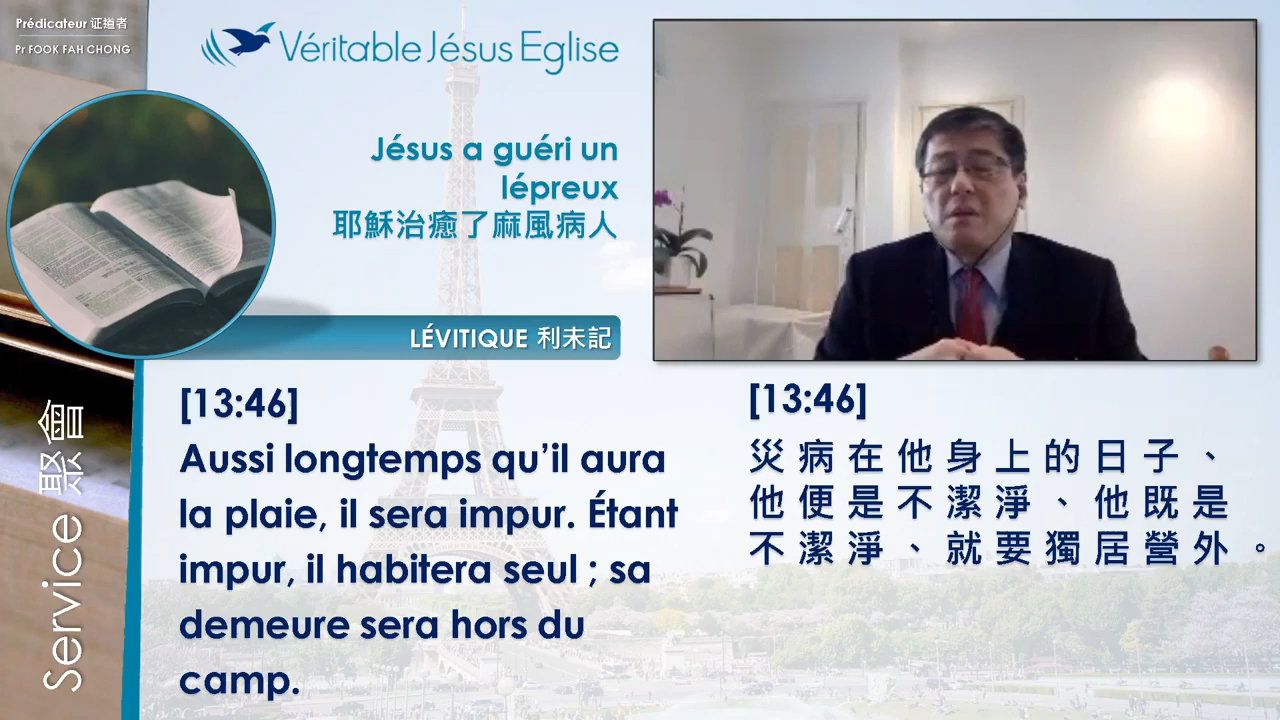 Prédicateur 证道者
Pr FOOK FAH CHONG
Véritable Jésus Eglise
Jésus a guéri un
lépreux
耶穌治癒了麻風病人
LÉVITIQUE 利未記
Service 聚會
[13:46]
Aussi longtemps qu’il aura
la plaie, il sera impur. Étant
impur, il habitera seul ; sa
demeure sera hors du
camp.
[13:46]
災病在他身上的日子、
他便是不潔淨、他既是
不潔淨、就要獨居營外。